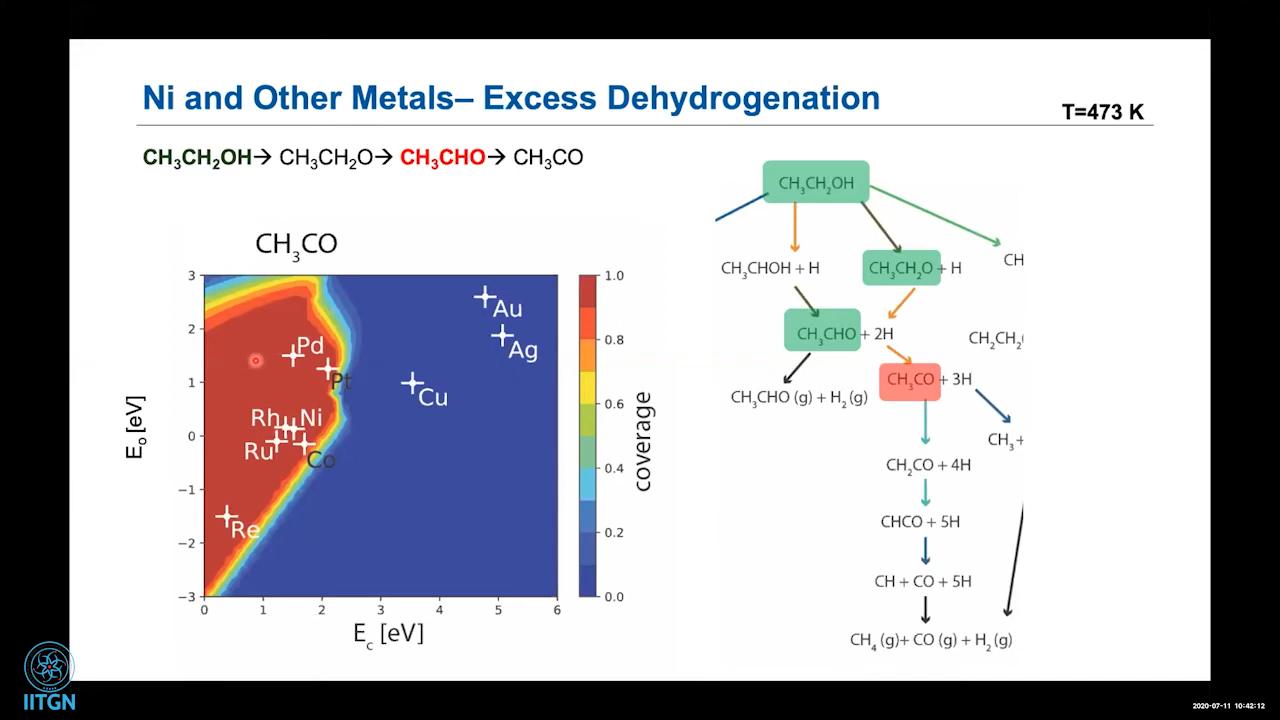 Ni and Other Metals– Excess Dehydrogenation
T=473 K
CH₃CH₂OH→ CH₃CH₂O→ CH₃CHO→ CH₃CO
CH₃CO
3
2
1
0
−1
−2
−3
0 1 2 3 4 5 6
E₀ [eV]
E꜀ [eV]
Au
Ag
Cu
Pd
Pt
Rh Ni
Ru
Co
Re
1.0
0.8
0.6
0.4
0.2
0.0
coverage
CH₃CH₂OH
CH₃CHOH + H
CH₃CH₂O + H
CH
CH₃CHO + 2H
CH₂CH₂(
CH₃CHO (g) + H₂(g)
CH₃CO + 3H
CH₃ +
CH₂CO + 4H
CHCO + 5H
CH + CO + 5H
CH₄ (g)+ CO (g) + H₂(g)
IITGN
2020-07-11 10:42:12